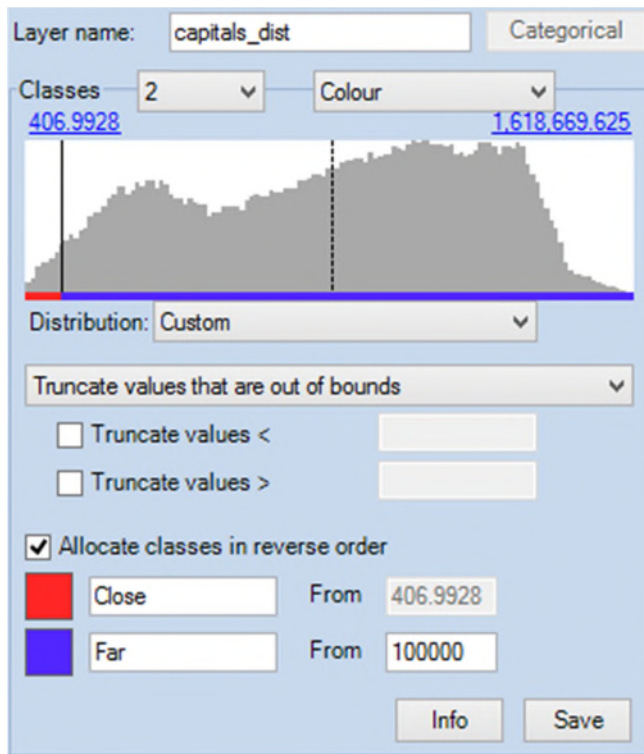 Layer name: capitals_dist Categorical
Classes 2 Colour
406.9928 1,618,669.625
Distribution: Custom
Truncate values that are out of bounds
Truncate values <
Truncate values >
Allocate classes in reverse order
Close From 406.9928
Far From 100000
Info Save